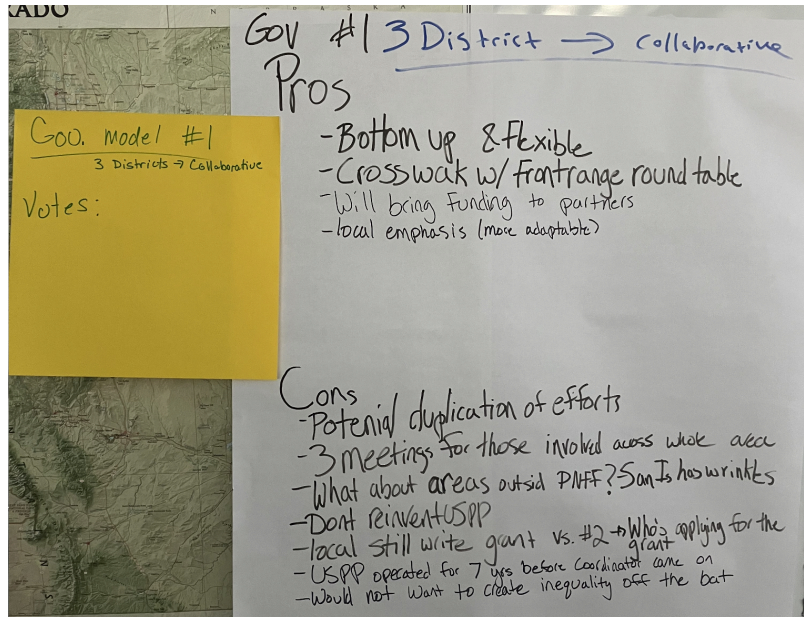 RADO
Gov #1 3 District → Collaborative
Pros
-Bottom up & flexible
-Crosswak w/ Frontrange round table
-Will bring Funding to partners
-local emphasis (more adaptable)
Goo. model #1
3 Districts → Collaborative
Votes:
Cons
-Potenial duplication of efforts
-3 meetings for those involved across whole area
-What about areas outsid PNFF? San Is has wrinkles
-Dont reinvent USPP
-local still write grant vs. #2 → Who's applying for the
grant
-USPP operated for 7 yrs before Coordinator came on
-Would not want to create inequality off the bat